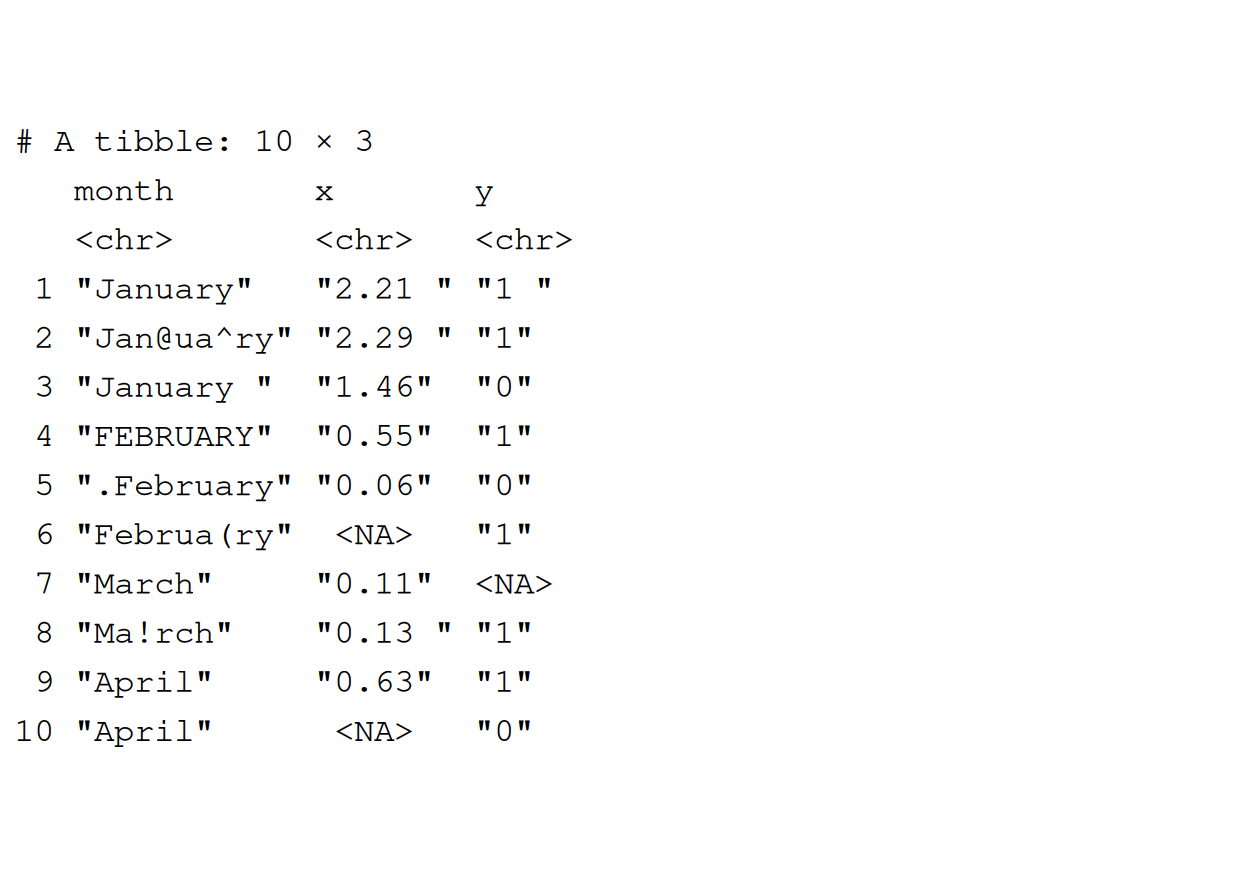 # A tibble: 10 × 3
   month       x       y
   <chr>       <chr>   <chr>
 1 "January"   "2.21 " "1 "
 2 "Jan@ua^ry" "2.29 " "1"
 3 "January "  "1.46"  "0"
 4 "FEBRUARY"  "0.55"  "1"
 5 ".February" "0.06"  "0"
 6 "Februa(ry"  <NA>   "1"
 7 "March"     "0.11"  <NA>
 8 "Ma!rch"    "0.13 " "1"
 9 "April"     "0.63"  "1"
10 "April"      <NA>   "0"